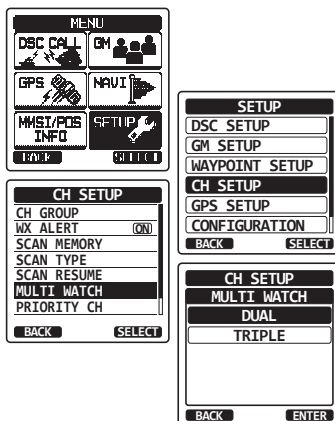 MENU
DSC CALL GM
GPS NAVI
MMSI/POS INFO SETUP
BACK SELECT
SETUP
DSC SETUP
GM SETUP
WAYPOINT SETUP
CH SETUP
GPS SETUP
CONFIGURATION
BACK SELECT
CH SETUP
CH GROUP
WX ALERT ON
SCAN MEMORY
SCAN TYPE
SCAN RESUME
MULTI WATCH
PRIORITY CH
BACK SELECT
CH SETUP
MULTI WATCH
DUAL
TRIPLE
BACK ENTER